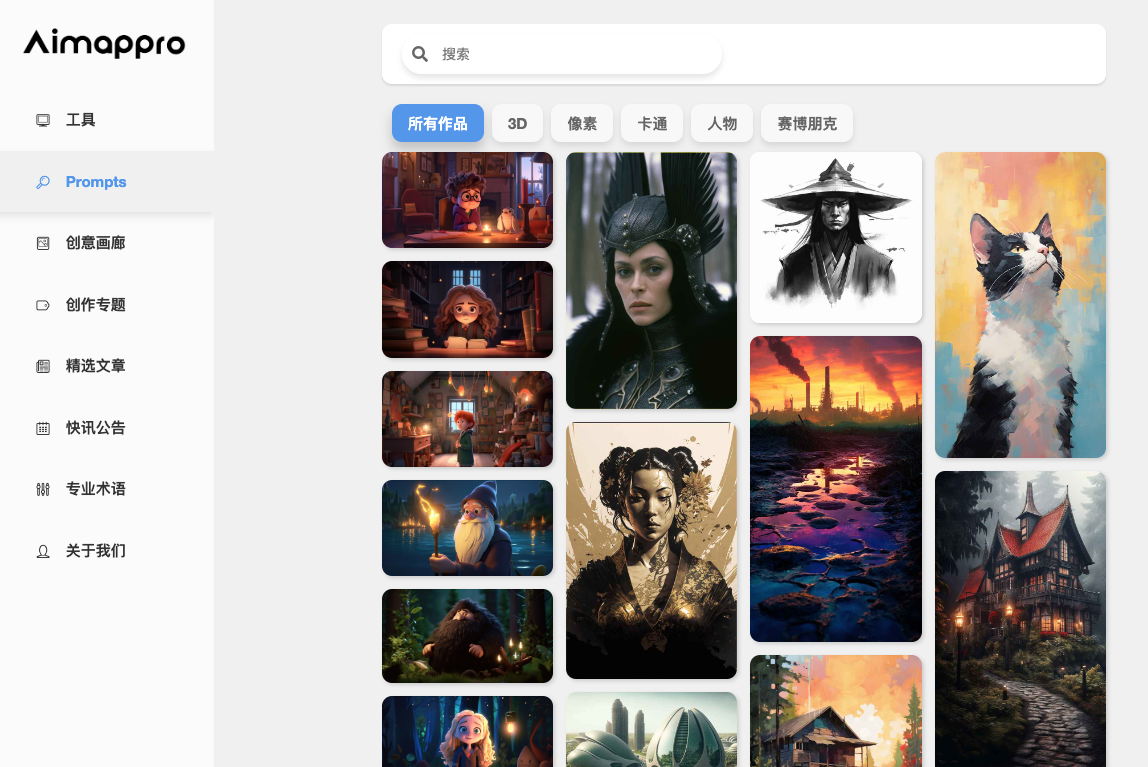 Aimappro
工具
Prompts
创意画廊
创作专题
精选文章
快讯公告
专业术语
关于我们
搜索
所有作品
3D
像素
卡通
人物
赛博朋克